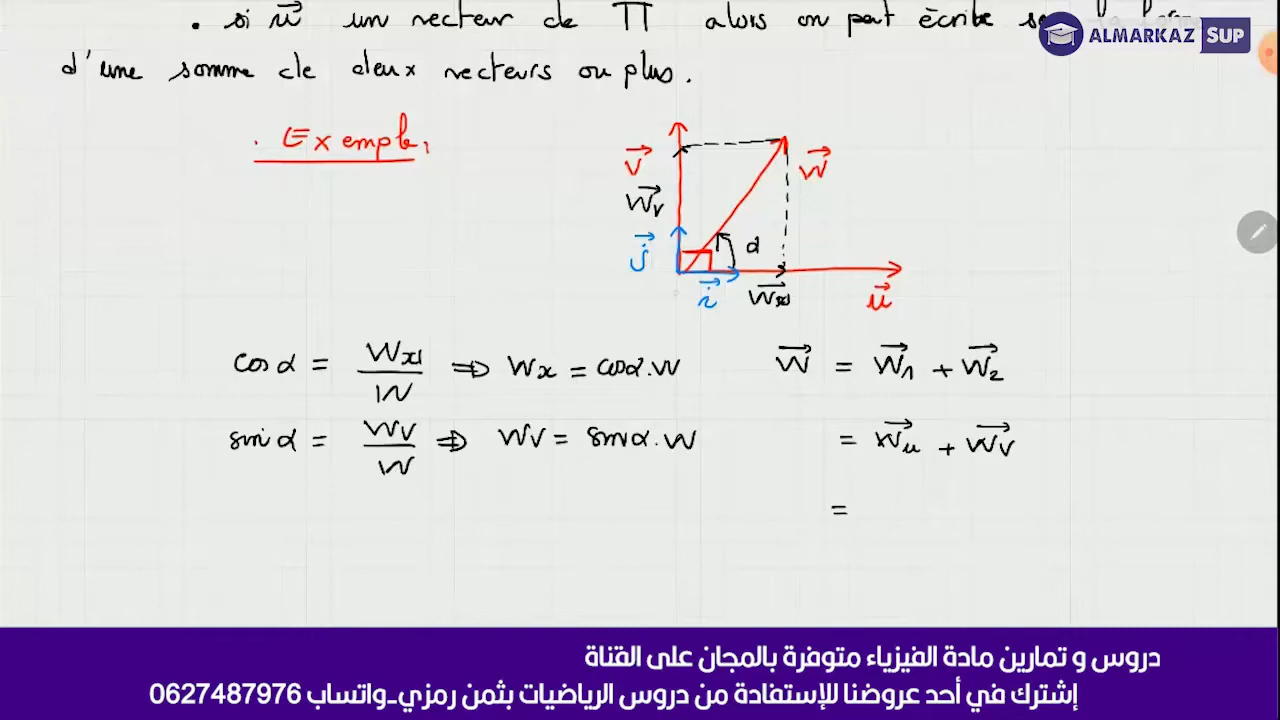 . si u⃗ un vecteur de Π alors on peut écrire so
ALMARKAZ SUP
d'une somme de deux vecteurs ou plus.
. Exemple,
V⃗
W⃗
W⃗v
J⃗
α
i⃗
W⃗x
u⃗
cos α = Wx/W ⇒ Wx = cosα.W
W⃗ = W⃗1 + W⃗2
sin α = Wv/W ⇒ Wv = sinα.W
= W⃗u + W⃗v
=
دروس و تمارين مادة الفيزياء متوفرة بالمجان على القناة
إشترك في أحد عروضنا للإستفادة من دروس الرياضيات بثمن رمزي-واتساب 0627487976